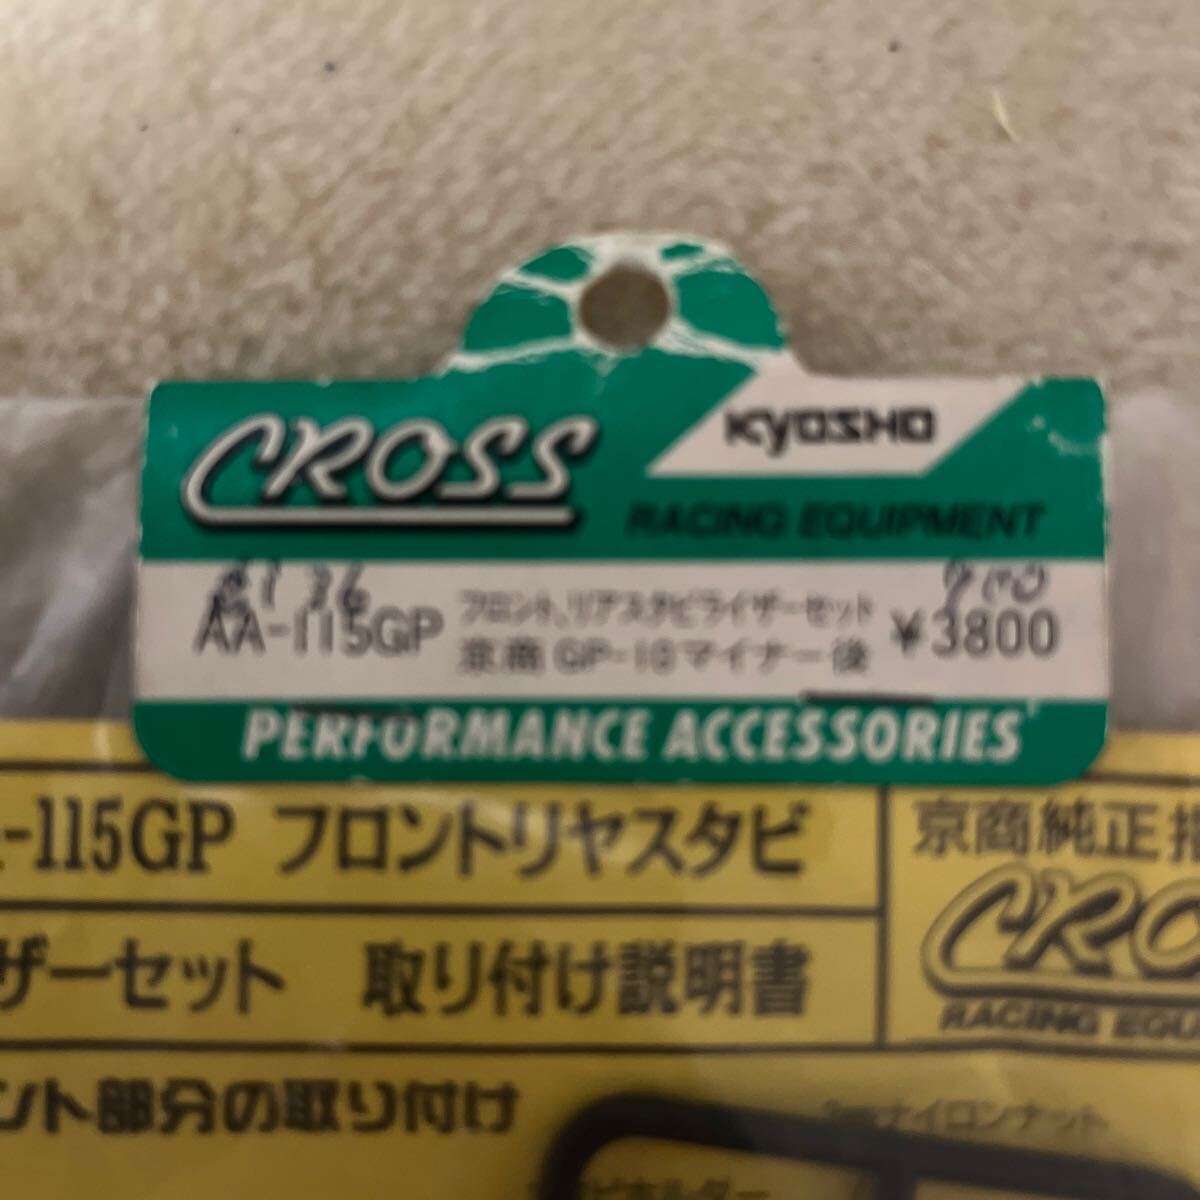 CROSS
KYOSHO
RACING EQUIPMENT
36 900
AA-115GP フロント、リアスタビライザーセット ¥3800
京商 GP-10マイナー後
PERFORMANCE ACCESSORIES
-115GP フロントリヤスタビ
京商純正指
ザーセット 取り付け説明書
CRO
RACING EQU
ント部分の取り付け
ナイロンナット